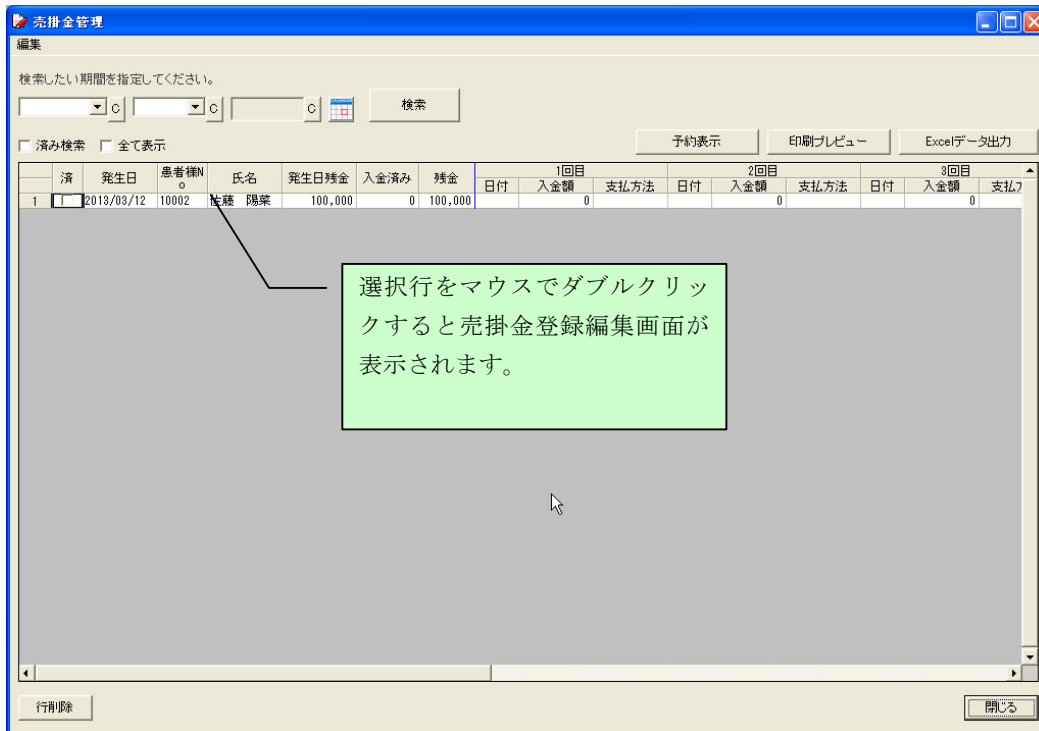 売掛金管理
編集
検索したい期間を指定してください。
C C C 検索
済み検索 全て表示 予約表示 印刷プレビュー Excelデータ出力
済 発生日 患者様No 氏名 発生日残金 入金済み 残金 1回目 2回目 3回目
日付 入金額 支払方法 日付 入金額 支払方法 日付 入金額
1 2013/03/12 10002 佐藤 陽菜 100,000 0 100,000 0 0 0
選択行をマウスでダブルクリッ
クすると売掛金登録編集画面が
表示されます。
行削除 閉じる